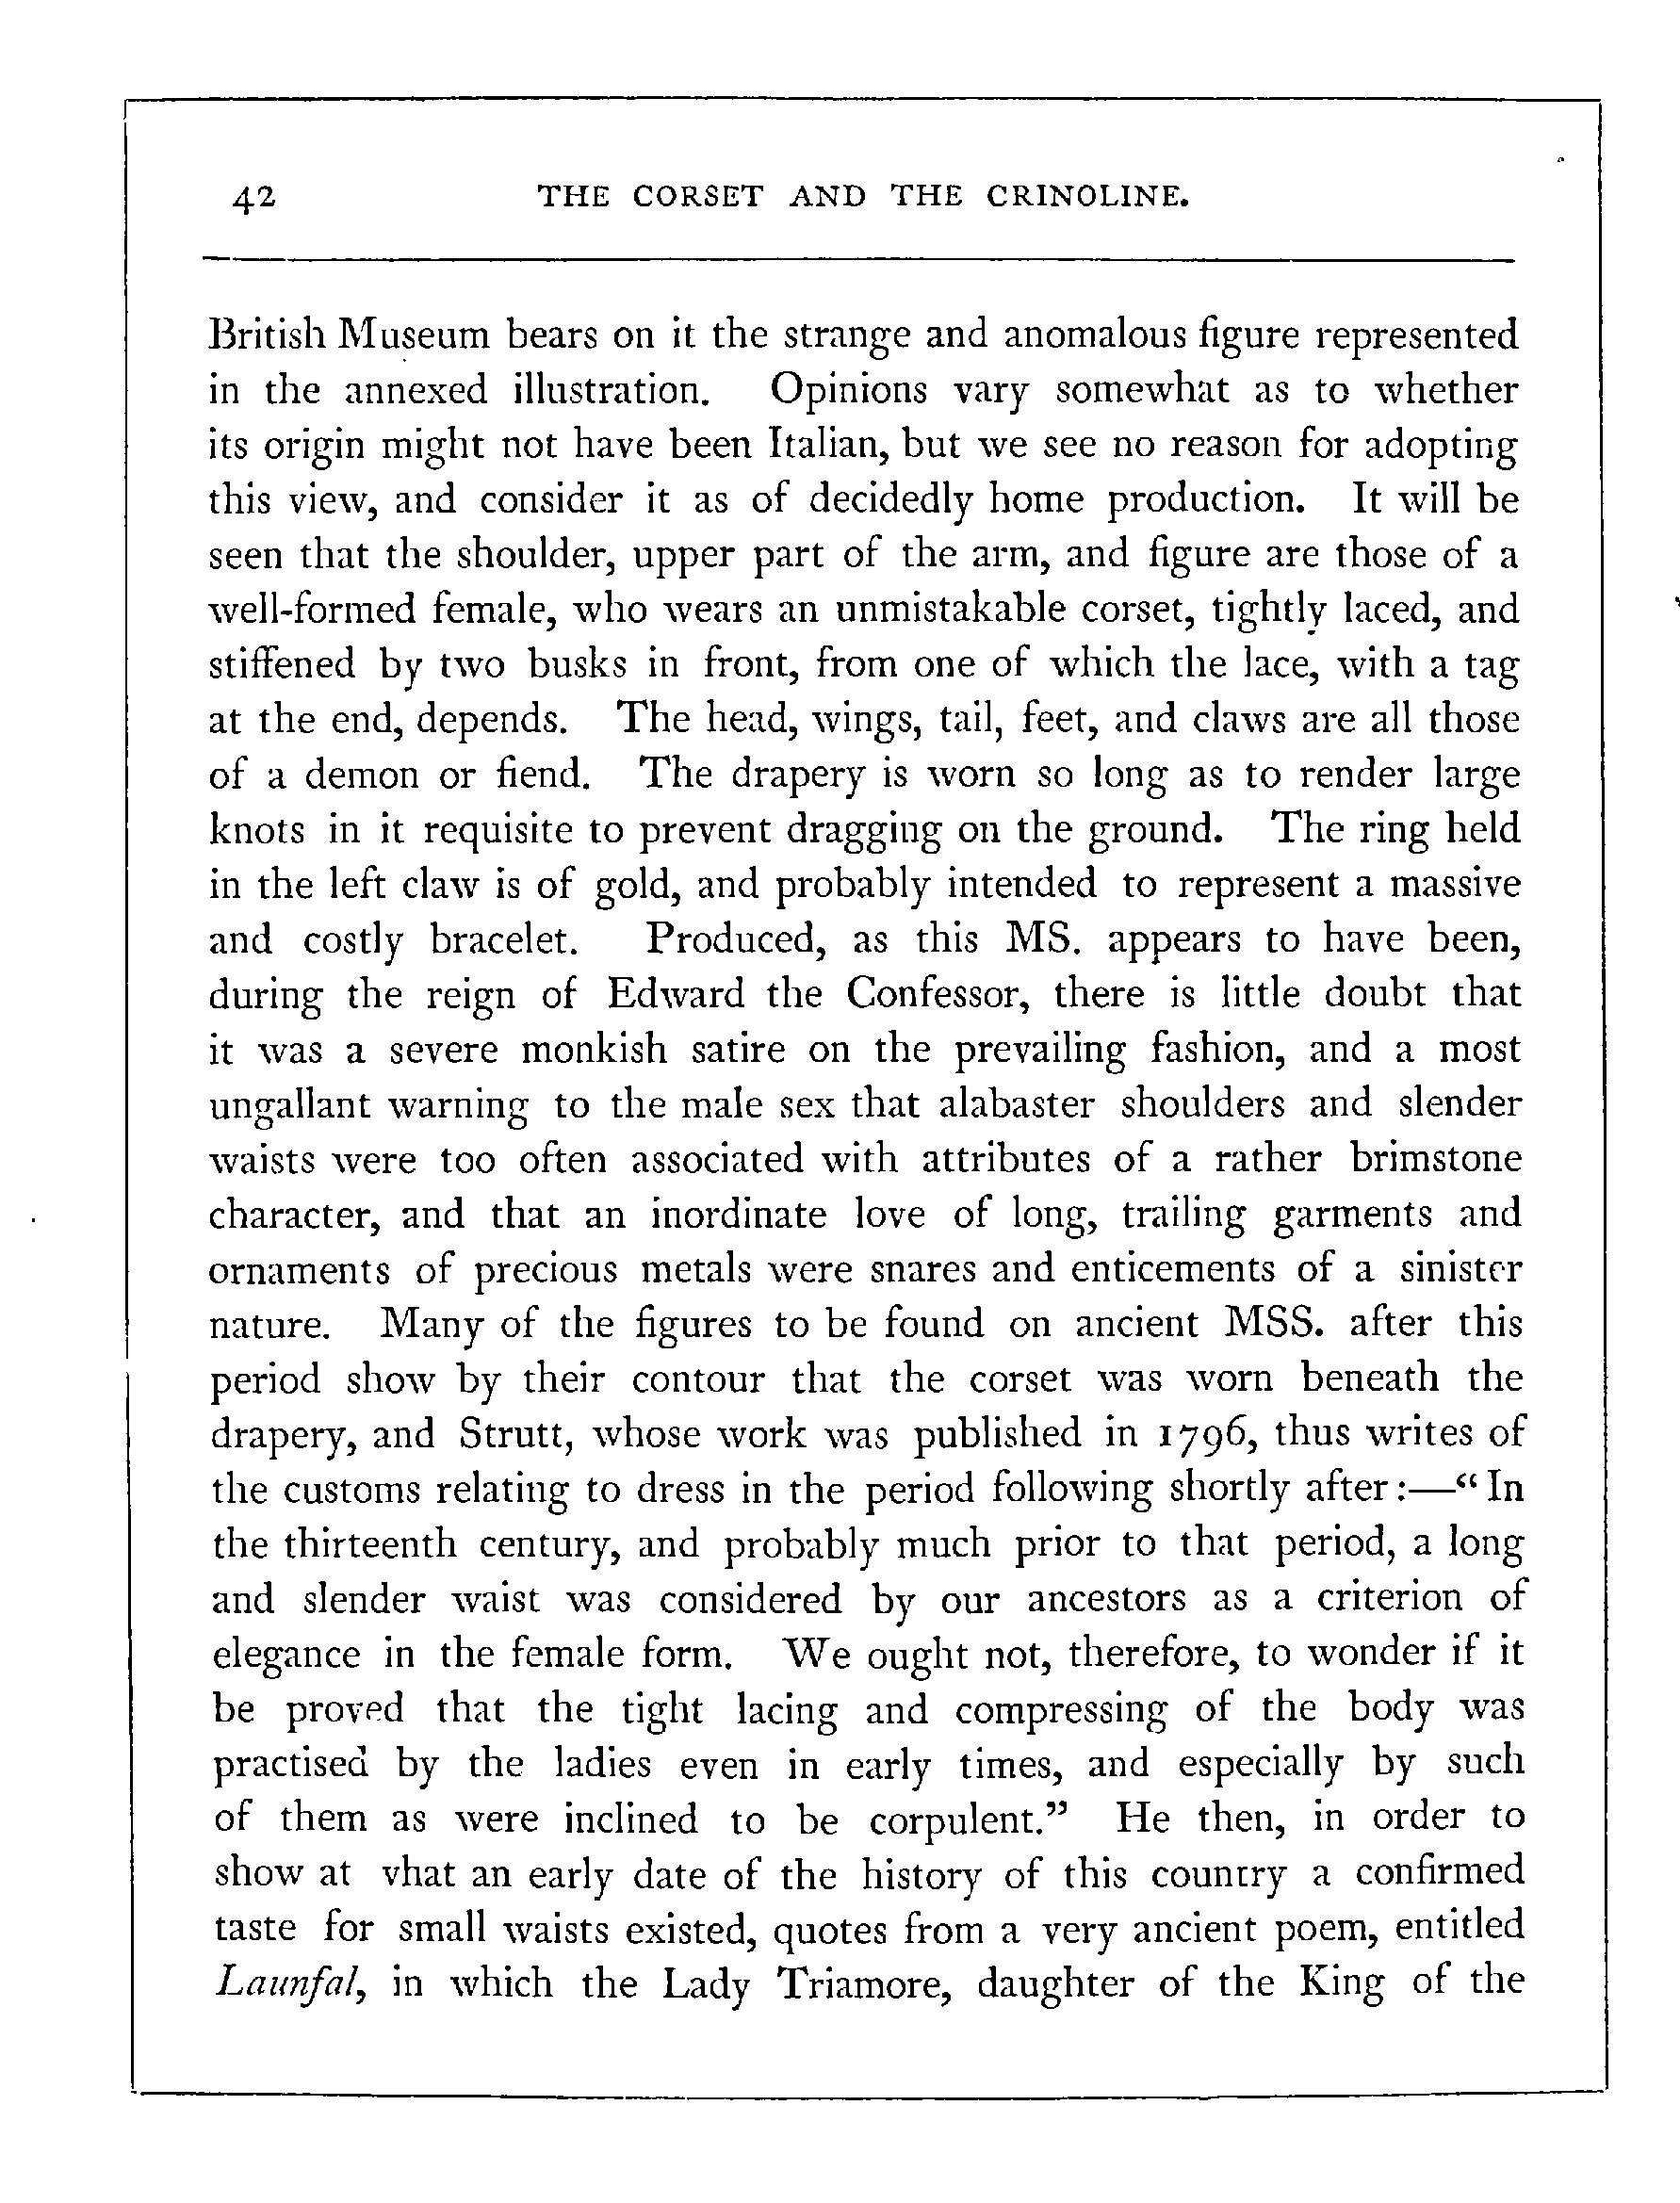 42 THE CORSET AND THE CRINOLINE.
British Museum bears on it the strange and anomalous figure represented
in the annexed illustration. Opinions vary somewhat as to whether
its origin might not have been Italian, but we see no reason for adopting
this view, and consider it as of decidedly home production. It will be
seen that the shoulder, upper part of the arm, and figure are those of a
well-formed female, who wears an unmistakable corset, tightly laced, and
stiffened by two busks in front, from one of which the lace, with a tag
at the end, depends. The head, wings, tail, feet, and claws are all those
of a demon or fiend. The drapery is worn so long as to render large
knots in it requisite to prevent dragging on the ground. The ring held
in the left claw is of gold, and probably intended to represent a massive
and costly bracelet. Produced, as this MS. appears to have been,
during the reign of Edward the Confessor, there is little doubt that
it was a severe monkish satire on the prevailing fashion, and a most
ungallant warning to the male sex that alabaster shoulders and slender
waists were too often associated with attributes of a rather brimstone
character, and that an inordinate love of long, trailing garments and
ornaments of precious metals were snares and enticements of a sinister
nature. Many of the figures to be found on ancient MSS. after this
period show by their contour that the corset was worn beneath the
drapery, and Strutt, whose work was published in 1796, thus writes of
the customs relating to dress in the period following shortly after:—“In
the thirteenth century, and probably much prior to that period, a long
and slender waist was considered by our ancestors as a criterion of
elegance in the female form. We ought not, therefore, to wonder if it
be proved that the tight lacing and compressing of the body was
practised by the ladies even in early times, and especially by such
of them as were inclined to be corpulent.” He then, in order to
show at vhat an early date of the history of this country a confirmed
taste for small waists existed, quotes from a very ancient poem, entitled
Launfal, in which the Lady Triamore, daughter of the King of the